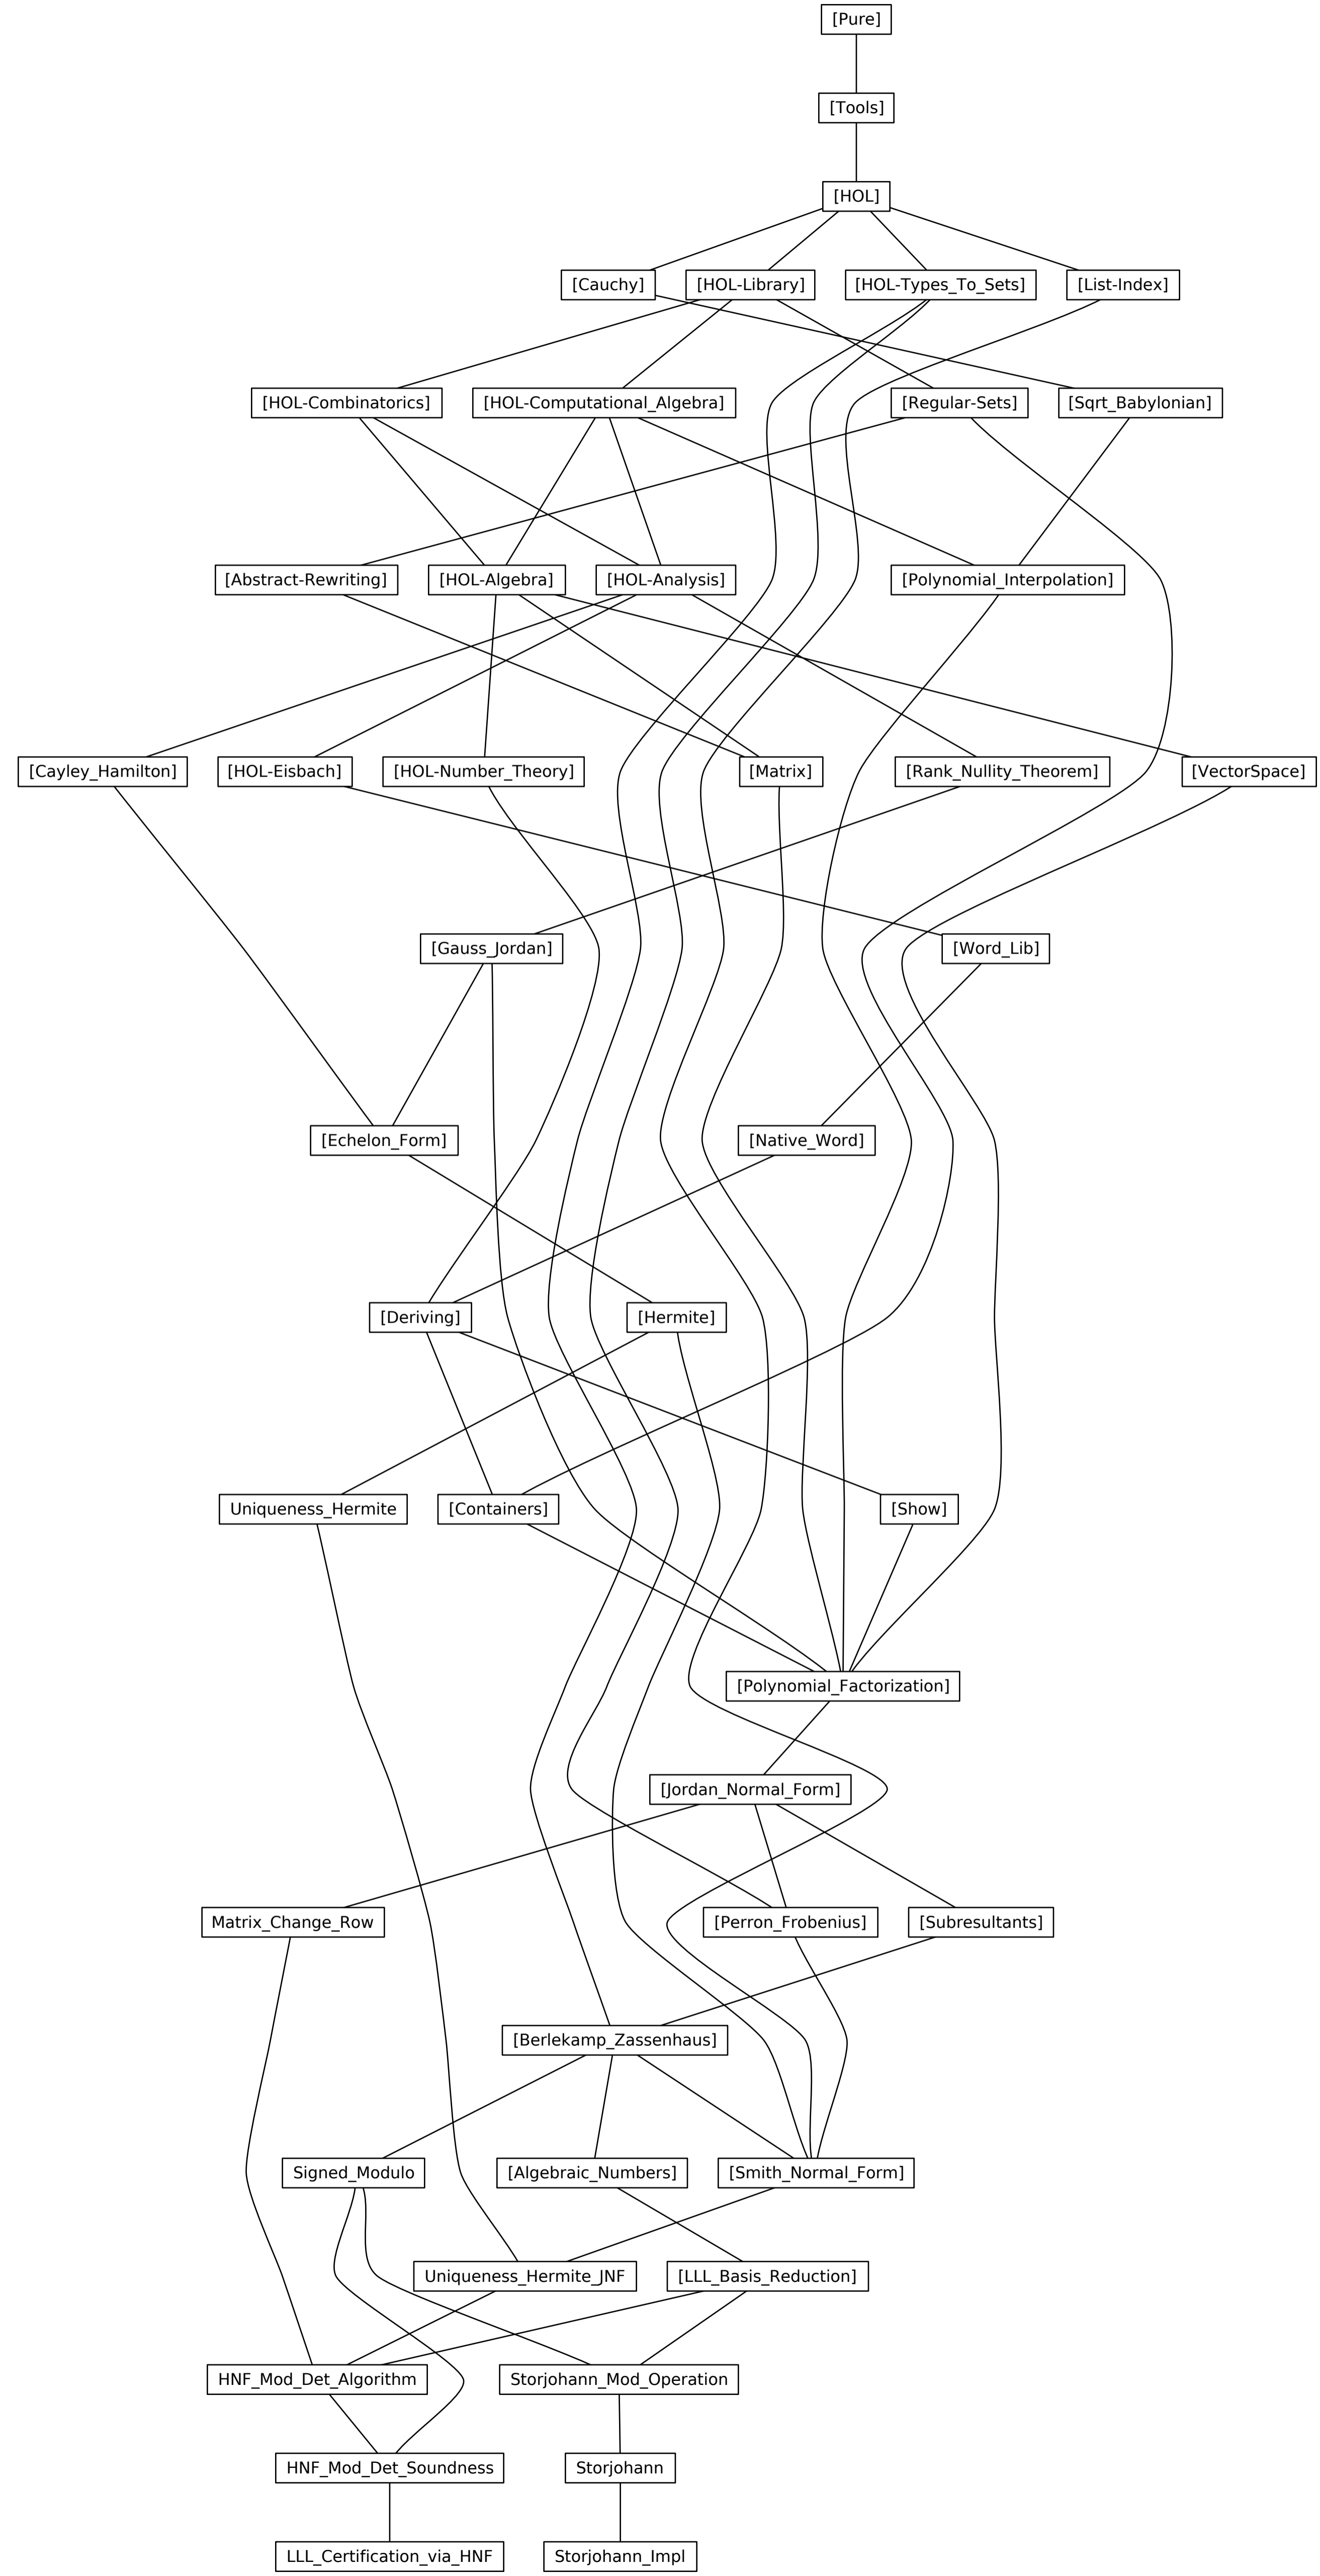 [Pure]
[Tools]
[HOL]
[Cauchy]
[HOL-Library]
[HOL-Types_To_Sets]
[List-Index]
[HOL-Combinatorics]
[HOL-Computational_Algebra]
[Regular-Sets]
[Sqrt_Babylonian]
[Abstract-Rewriting]
[HOL-Algebra]
[HOL-Analysis]
[Polynomial_Interpolation]
[Cayley_Hamilton]
[HOL-Eisbach]
[HOL-Number_Theory]
[Matrix]
[Rank_Nullity_Theorem]
[VectorSpace]
[Gauss_Jordan]
[Word_Lib]
[Echelon_Form]
[Native_Word]
[Deriving]
[Hermite]
Uniqueness_Hermite
[Containers]
[Show]
[Polynomial_Factorization]
[Jordan_Normal_Form]
Matrix_Change_Row
[Perron_Frobenius]
[Subresultants]
[Berlekamp_Zassenhaus]
Signed_Modulo
[Algebraic_Numbers]
[Smith_Normal_Form]
Uniqueness_Hermite_JNF
[LLL_Basis_Reduction]
HNF_Mod_Det_Algorithm
Storjohann_Mod_Operation
HNF_Mod_Det_Soundness
Storjohann
LLL_Certification_via_HNF
Storjohann_Impl